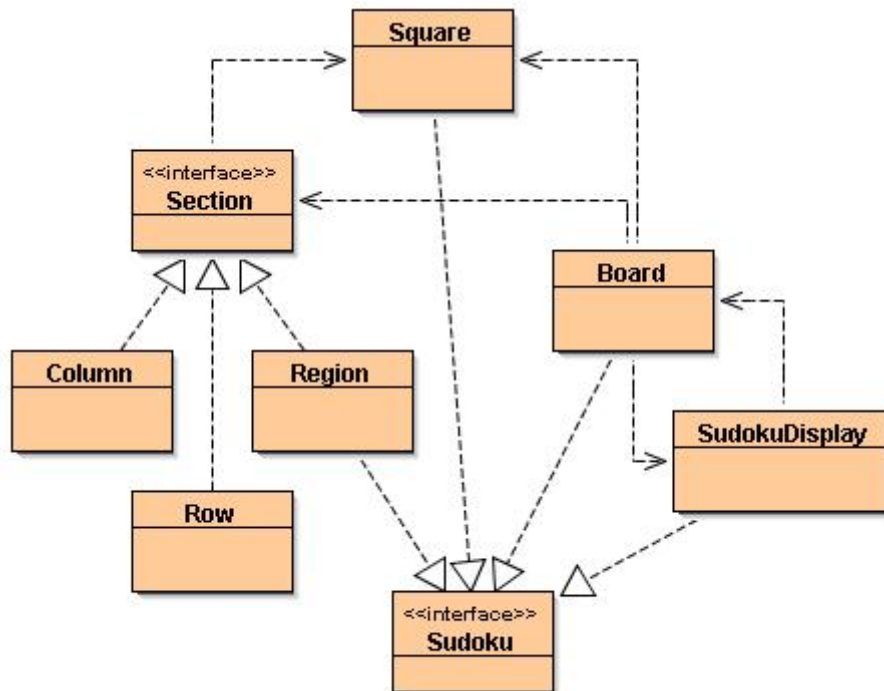 Square
<<interface>>
Section
Board
Column
Region
SudokuDisplay
Row
<<interface>>
Sudoku